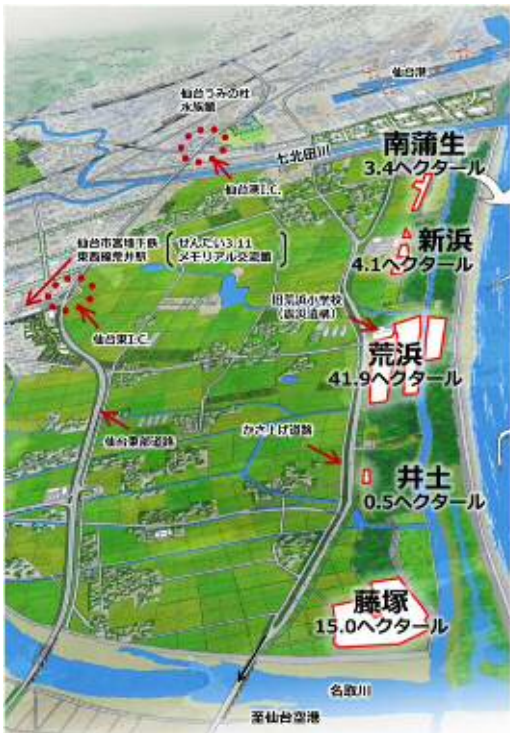 仙台港
仙台うみの杜
水族館
七北田川
仙台港I.C.
南蒲生
3.4ヘクタール
仙台市営地下鉄
東西線荒井駅
せんだい3.11
メモリアル交流館
新浜
4.1ヘクタール
旧荒浜小学校
(震災遺構)
仙台東I.C.
荒浜
41.9ヘクタール
仙台東部道路
かさ上げ道路
井土
0.5ヘクタール
藤塚
15.0ヘクタール
名取川
至仙台空港